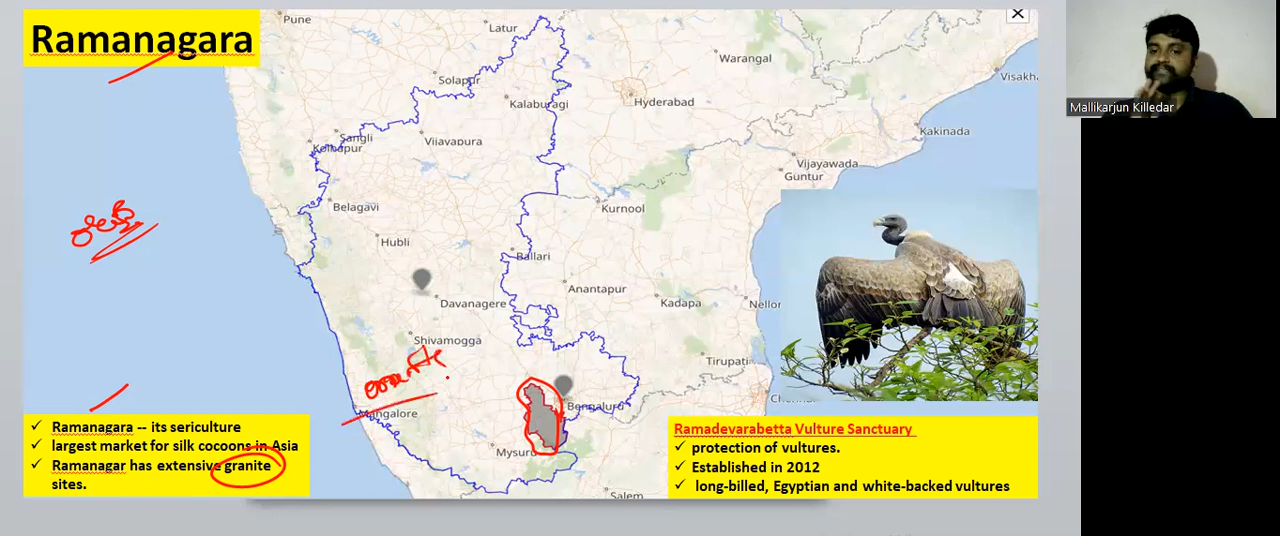 Ramanagara
Pune
Latur
Solapur
Warangal
Visakha
Kalaburagi
Hyderabad
Kakinada
Sangli
Kolhapur
Vijayapura
Vijayawada
Guntur
Belagavi
Kurnool
Hubli
Ballari
Anantapur
Kadapa
Nellor
Davanagere
Shivamogga
Tirupati
Mangalore
Bengaluru
Che
Mysuru
Salem
✓ Ramanagara -- its sericulture
✓ largest market for silk cocoons in Asia
✓ Ramanagar has extensive granite
sites.
Ramadevarabetta Vulture Sanctuary
✓ protection of vultures.
✓ Established in 2012
✓ long-billed, Egyptian and white-backed vultures
Mallikarjun Killedar